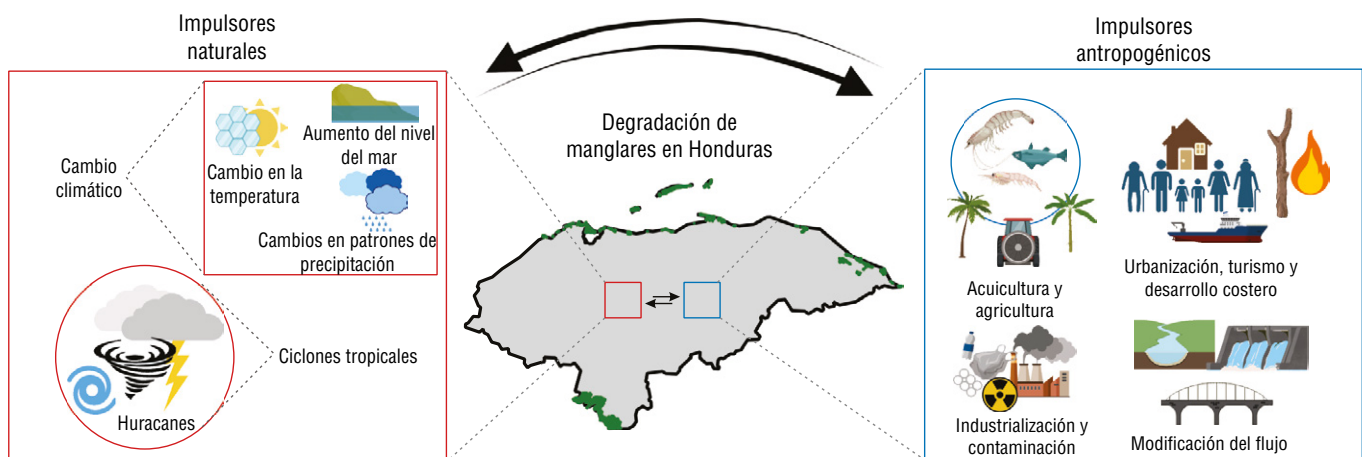 Impulsores
naturales
Cambio
climático
Cambio en la
temperatura
Aumento del nivel
del mar
Cambios en patrones de
precipitación
Huracanes
Ciclones tropicales
Degradación de
manglares en Honduras
Impulsores
antropogénicos
Acuicultura y
agricultura
Urbanización, turismo y
desarrollo costero
Industrialización y
contaminación
Modificación del flujo